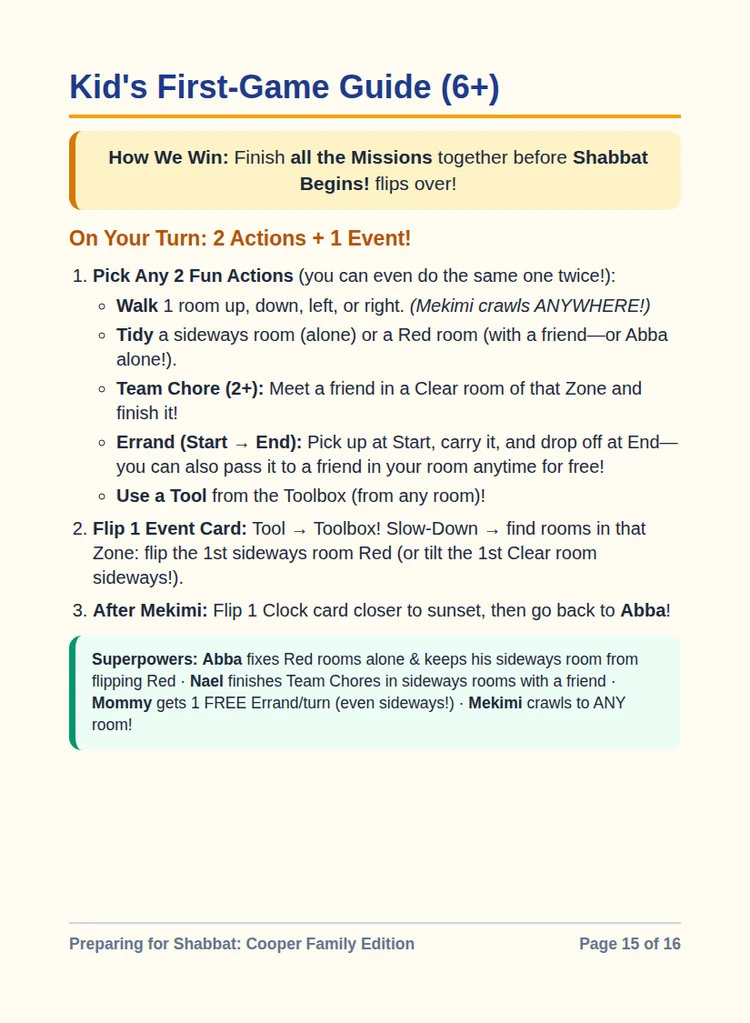 Kid's First-Game Guide (6+)
How We Win: Finish all the Missions together before Shabbat
Begins! flips over!
On Your Turn: 2 Actions + 1 Event!
1. Pick Any 2 Fun Actions (you can even do the same one twice!):
◦ Walk 1 room up, down, left, or right. (Mekimi crawls ANYWHERE!)
◦ Tidy a sideways room (alone) or a Red room (with a friend—or Abba
alone!).
◦ Team Chore (2+): Meet a friend in a Clear room of that Zone and
finish it!
◦ Errand (Start → End): Pick up at Start, carry it, and drop off at End—
you can also pass it to a friend in your room anytime for free!
◦ Use a Tool from the Toolbox (from any room)!
2. Flip 1 Event Card: Tool → Toolbox! Slow-Down → find rooms in that
Zone: flip the 1st sideways room Red (or tilt the 1st Clear room
sideways!).
3. After Mekimi: Flip 1 Clock card closer to sunset, then go back to Abba!
Superpowers: Abba fixes Red rooms alone & keeps his sideways room from
flipping Red · Nael finishes Team Chores in sideways rooms with a friend ·
Mommy gets 1 FREE Errand/turn (even sideways!) · Mekimi crawls to ANY
room!
Preparing for Shabbat: Cooper Family Edition
Page 15 of 16